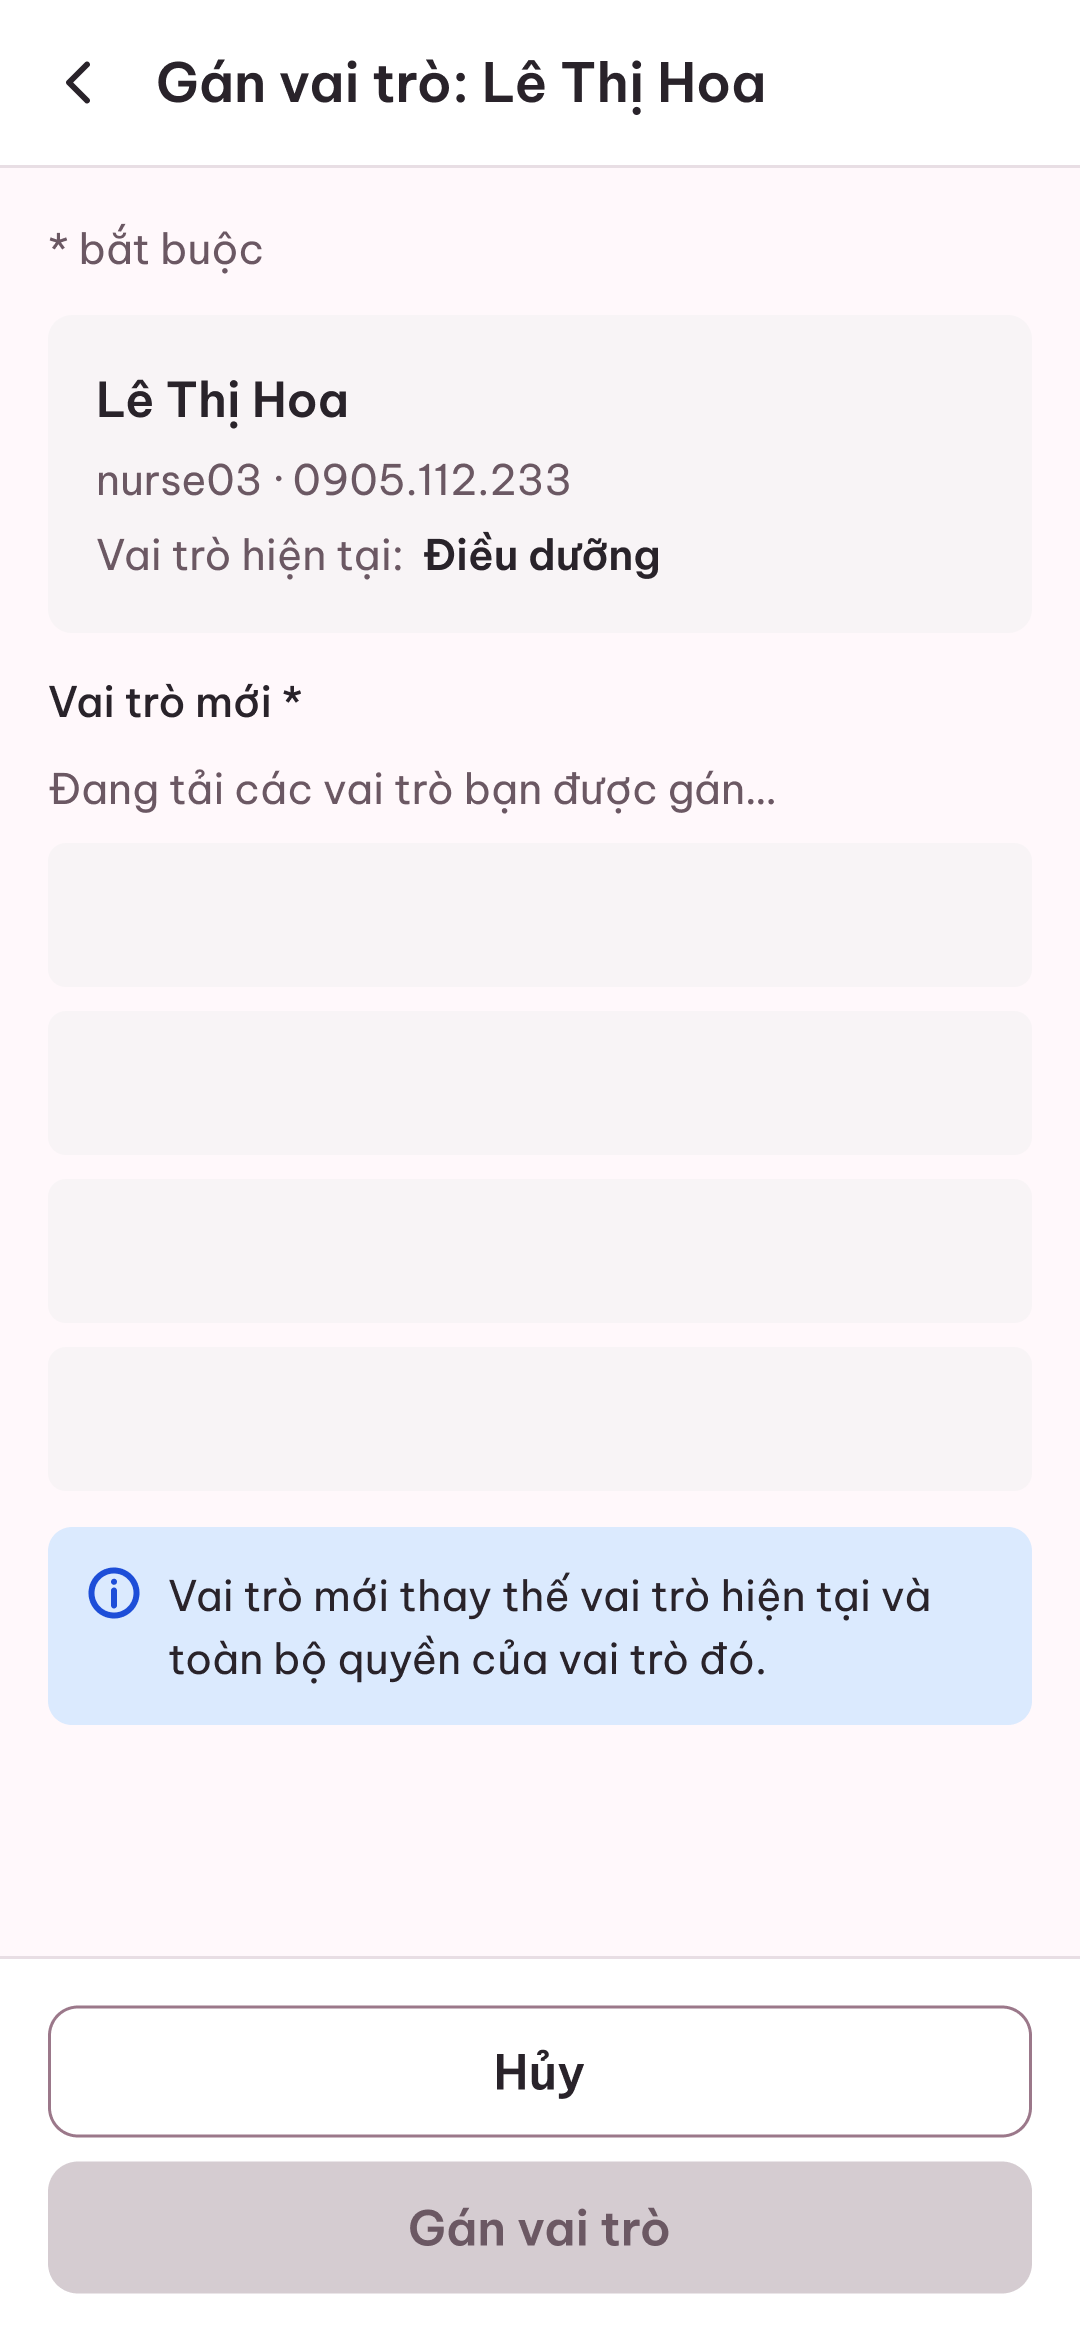 Gán vai trò: Lê Thị Hoa
* bắt buộc
Lê Thị Hoa
nurse03 · 0905.112.233
Vai trò hiện tại: Điều dưỡng
Vai trò mới *
Đang tải các vai trò bạn được gán...
Vai trò mới thay thế vai trò hiện tại và
toàn bộ quyền của vai trò đó.
Hủy
Gán vai trò